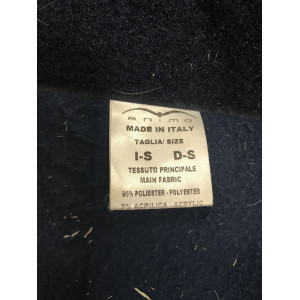 animo
MADE IN ITALY
TAGLIA/ SIZE
I-S D-S
TESSUTO PRINCIPALE
MAIN FABRIC
90% POLIESTER - POLYESTER
ACRILICA - ACRYLIC